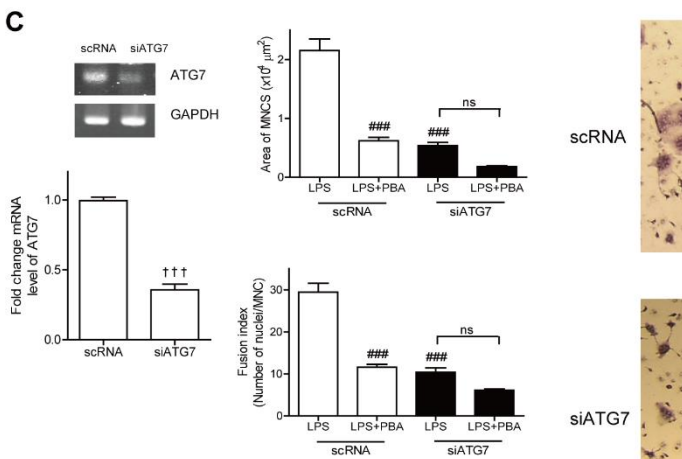 C
scRNA siATG7
ATG7
GAPDH
Fold change mRNA
level of ATG7
1.0
0.5
0.0
†††
scRNA siATG7
Area of MNCS (x10⁴ μm²)
2
1
0
###
###
ns
LPS LPS+PBA LPS LPS+PBA
scRNA siATG7
Fusion index
(Number of nuclei/MNC)
30
20
10
0
###
###
ns
LPS LPS+PBA LPS LPS+PBA
scRNA siATG7
scRNA
siATG7